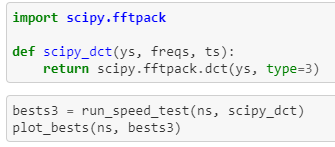 import scipy.fftpack
def scipy_dct(ys, freqs, ts):
    return scipy.fftpack.dct(ys, type=3)
bests3 = run_speed_test(ns, scipy_dct)
plot_bests(ns, bests3)